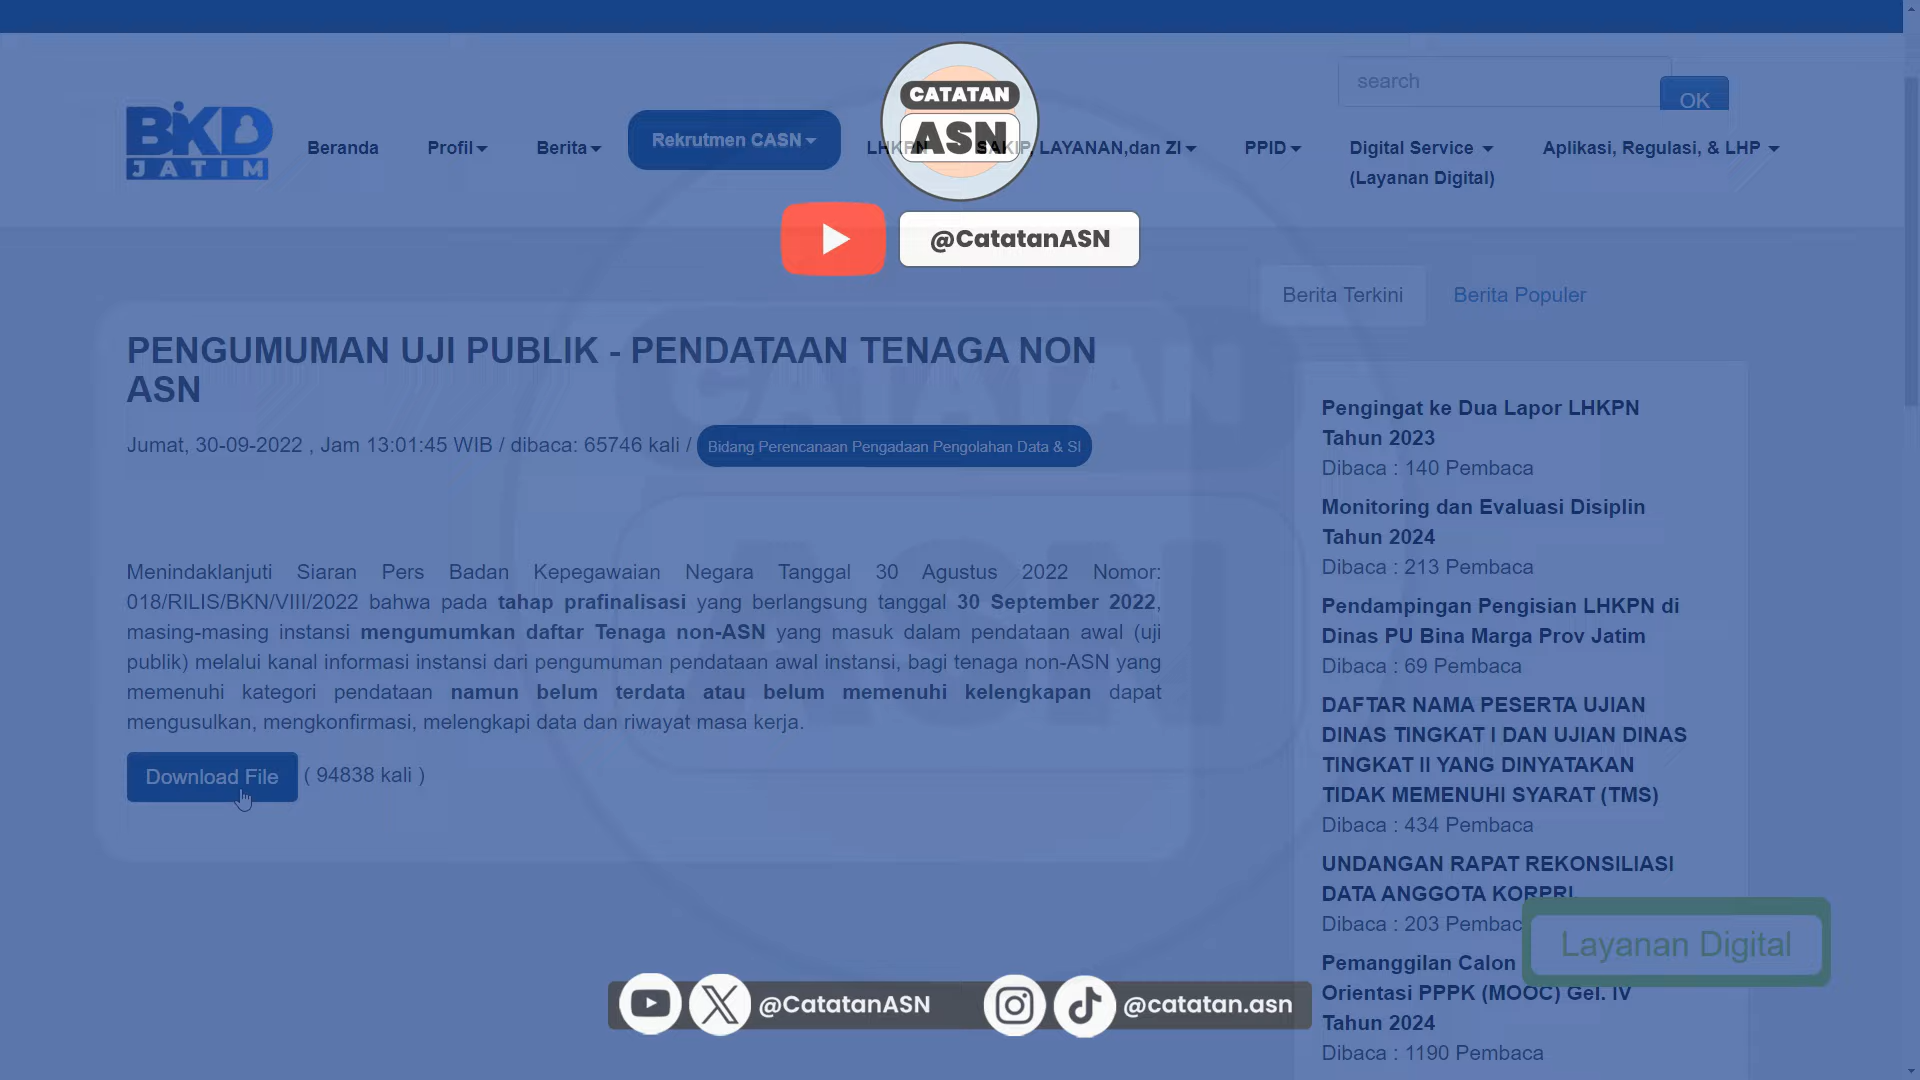 search
OK
BKD
JATIM
Beranda
Profil
Berita
Rekrutmen CASN
LHKPN
SAKIP, LAYANAN,dan ZI
PPID
Digital Service
(Layanan Digital)
Aplikasi, Regulasi, & LHP
CATATAN
ASN
@CatatanASN
PENGUMUMAN UJI PUBLIK - PENDATAAN TENAGA NON
ASN
Jumat, 30-09-2022 , Jam 13:01:45 WIB / dibaca: 65746 kali /
Bidang Perencanaan Pengadaan Pengolahan Data & SI
Menindaklanjuti Siaran Pers Badan Kepegawaian Negara Tanggal 30 Agustus 2022 Nomor:
018/RILIS/BKN/VIII/2022 bahwa pada tahap prafinalisasi yang berlangsung tanggal 30 September 2022,
masing-masing instansi mengumumkan daftar Tenaga non-ASN yang masuk dalam pendataan awal (uji
publik) melalui kanal informasi instansi dari pengumuman pendataan awal instansi, bagi tenaga non-ASN yang
memenuhi kategori pendataan namun belum terdata atau belum memenuhi kelengkapan dapat
mengusulkan, mengkonfirmasi, melengkapi data dan riwayat masa kerja.
Download File
( 94838 kali )
CATATAN
ASN
Berita Terkini
Berita Populer
Pengingat ke Dua Lapor LHKPN
Tahun 2023
Dibaca : 140 Pembaca
Monitoring dan Evaluasi Disiplin
Tahun 2024
Dibaca : 213 Pembaca
Pendampingan Pengisian LHKPN di
Dinas PU Bina Marga Prov Jatim
Dibaca : 69 Pembaca
DAFTAR NAMA PESERTA UJIAN
DINAS TINGKAT I DAN UJIAN DINAS
TINGKAT II YANG DINYATAKAN
TIDAK MEMENUHI SYARAT (TMS)
Dibaca : 434 Pembaca
UNDANGAN RAPAT REKONSILIASI
DATA ANGGOTA KORPRI
Dibaca : 203 Pembac
Pemanggilan Calon
Orientasi PPPK (MOOC) Gel. IV
Tahun 2024
Dibaca : 1190 Pembaca
Layanan Digital
@CatatanASN
@catatan.asn